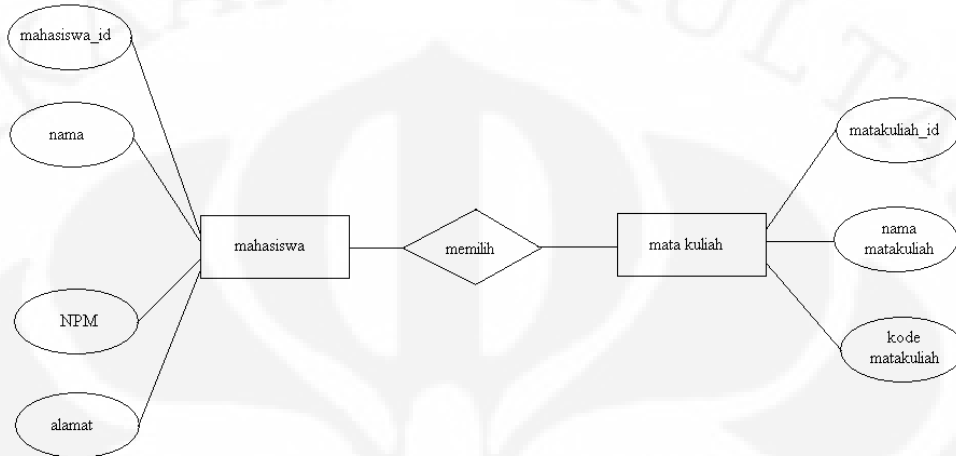 mahasiswa_id
nama
NPM
alamat
mahasiswa
memilih
mata kuliah
matakuliah_id
nama
matakuliah
kode
matakuliah